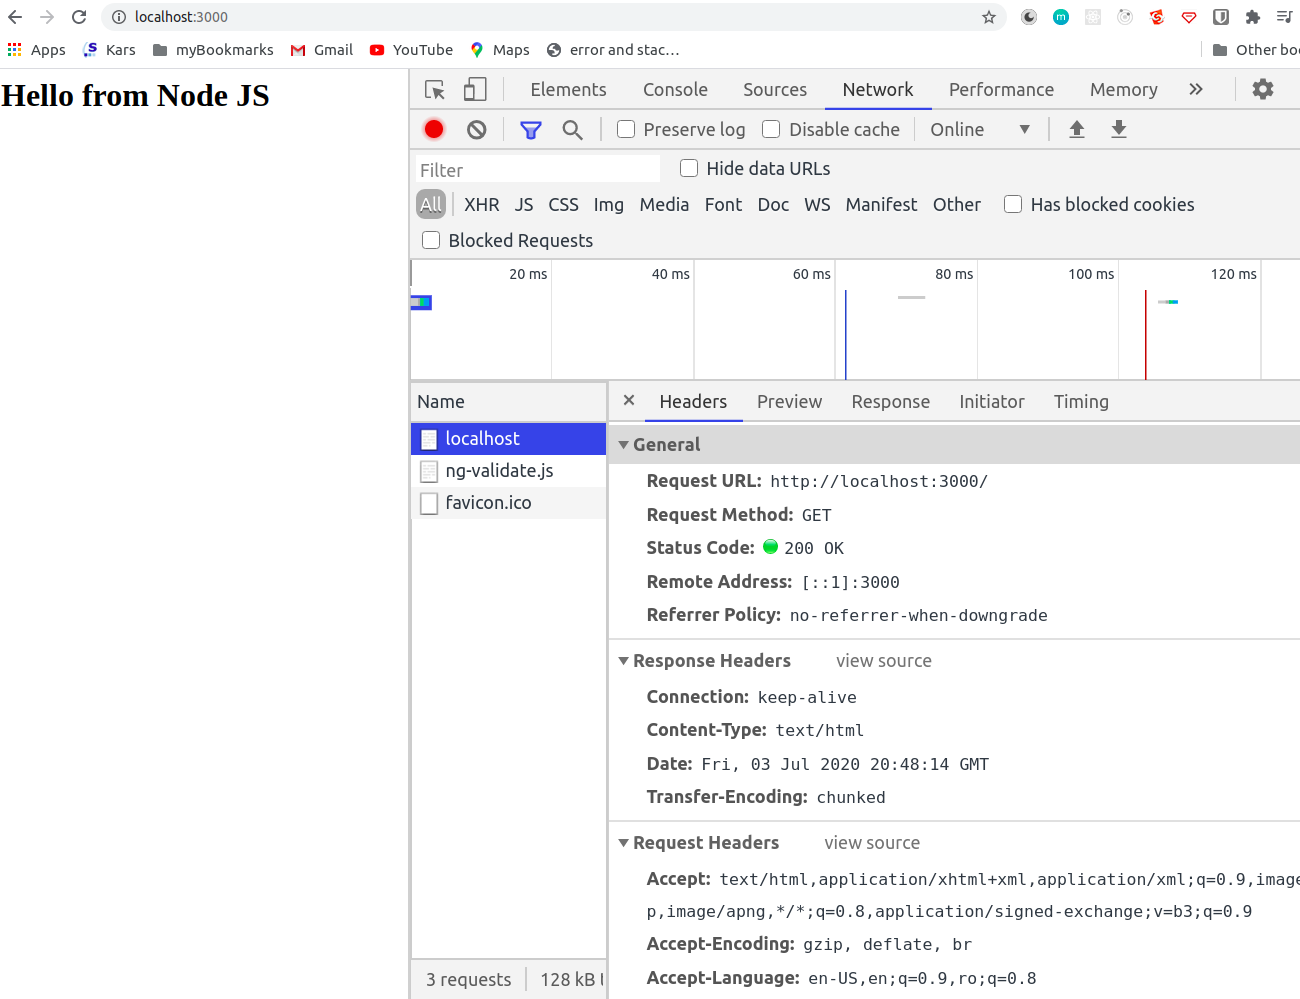 localhost:3000
Apps Kars myBookmarks Gmail YouTube Maps error and stac... Other boo
Hello from Node JS
Elements Console Sources Network Performance Memory
Preserve log Disable cache Online
Filter Hide data URLs
All XHR JS CSS Img Media Font Doc WS Manifest Other Has blocked cookies
Blocked Requests
20 ms 40 ms 60 ms 80 ms 100 ms 120 ms
Name
localhost
ng-validate.js
favicon.ico
3 requests 128 kB
Headers Preview Response Initiator Timing
General
Request URL: http://localhost:3000/
Request Method: GET
Status Code: 200 OK
Remote Address: [::1]:3000
Referrer Policy: no-referrer-when-downgrade
Response Headers view source
Connection: keep-alive
Content-Type: text/html
Date: Fri, 03 Jul 2020 20:48:14 GMT
Transfer-Encoding: chunked
Request Headers view source
Accept: text/html,application/xhtml+xml,application/xml;q=0.9,image
p,image/apng,*/*;q=0.8,application/signed-exchange;v=b3;q=0.9
Accept-Encoding: gzip, deflate, br
Accept-Language: en-US,en;q=0.9,ro;q=0.8